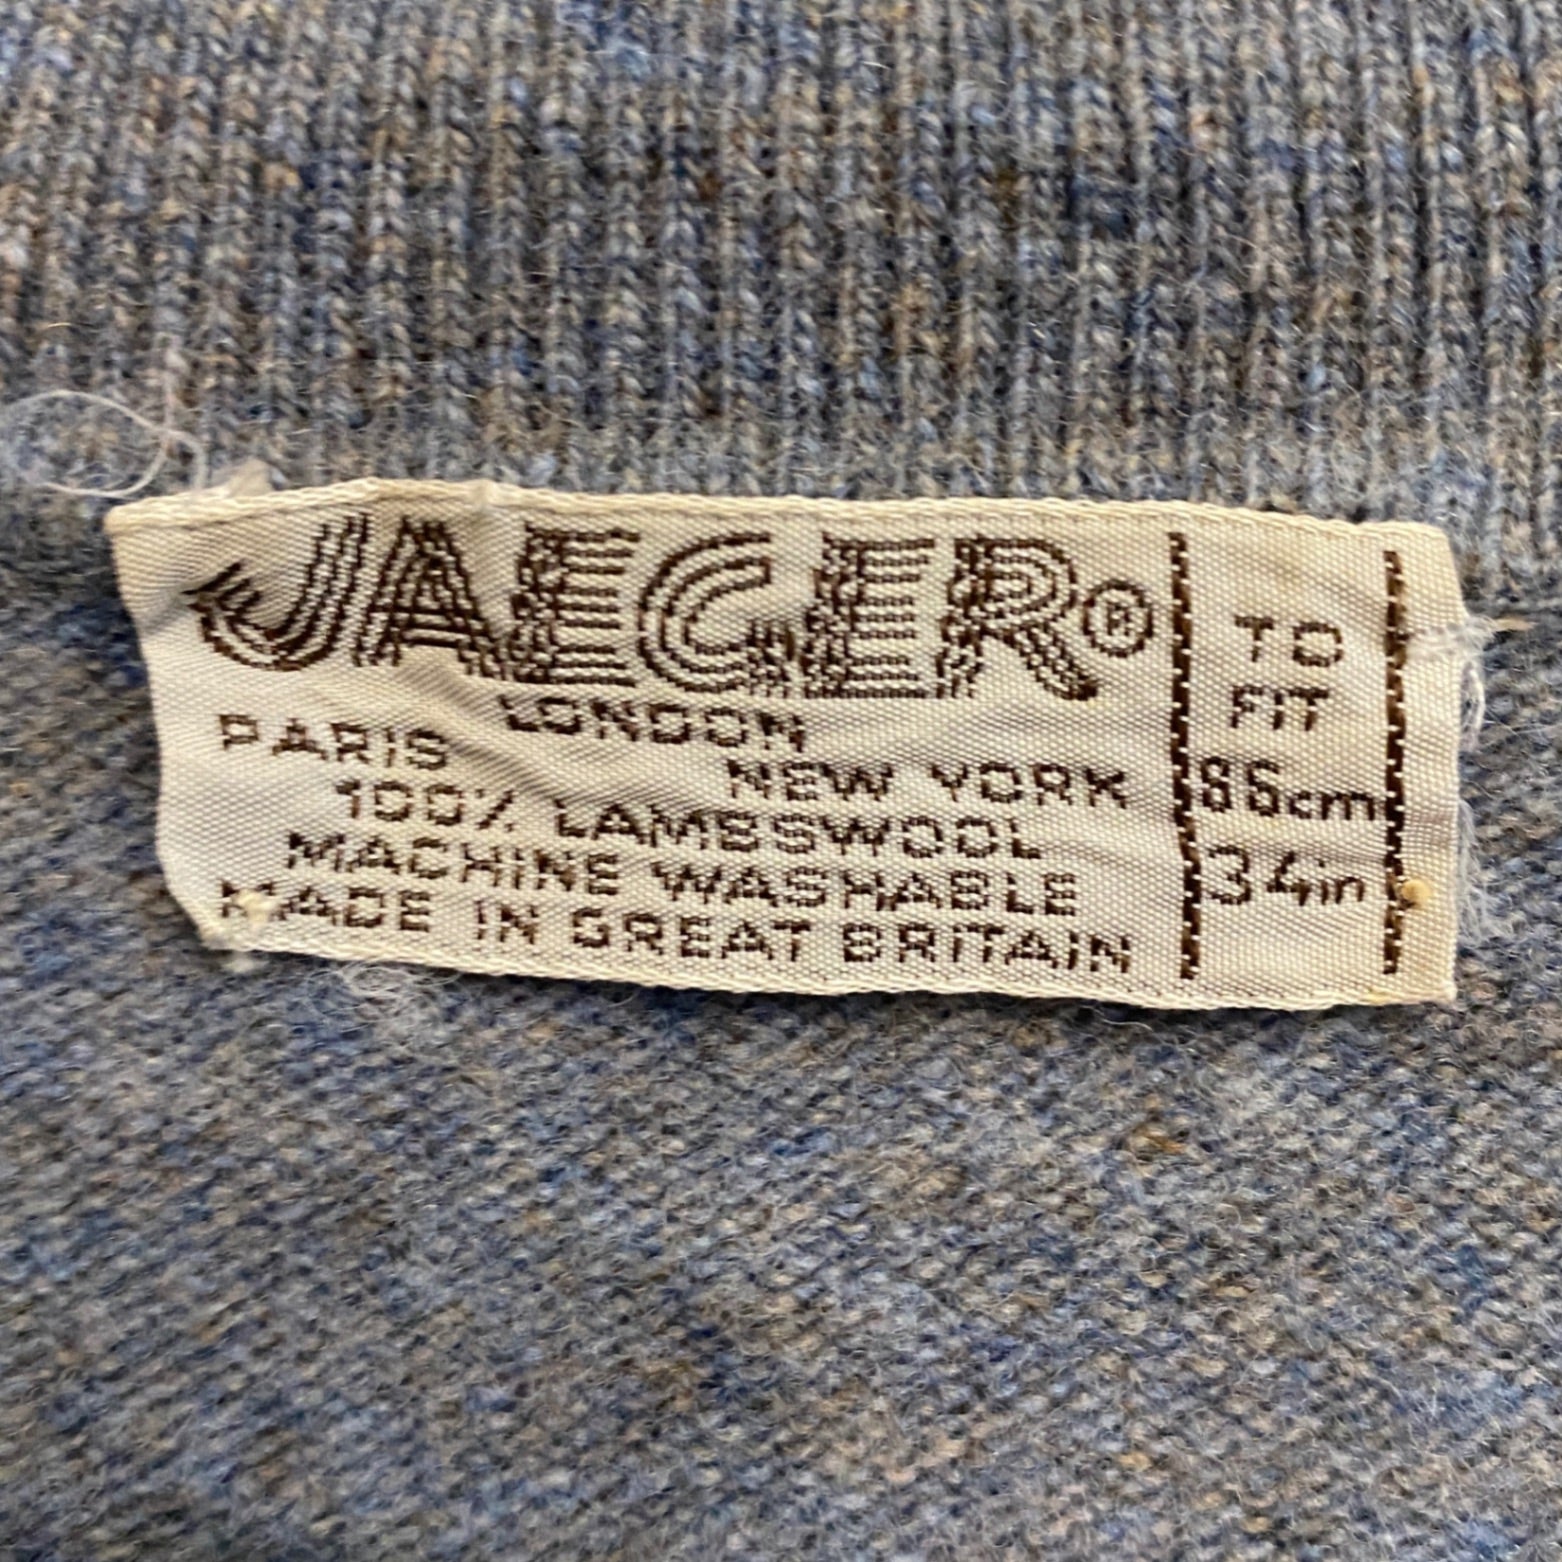 JAEGER®
LONDON
PARIS NEW YORK
100% LAMBSWOOL
MACHINE WASHABLE
MADE IN GREAT BRITAIN
TO
FIT
86cm
34in